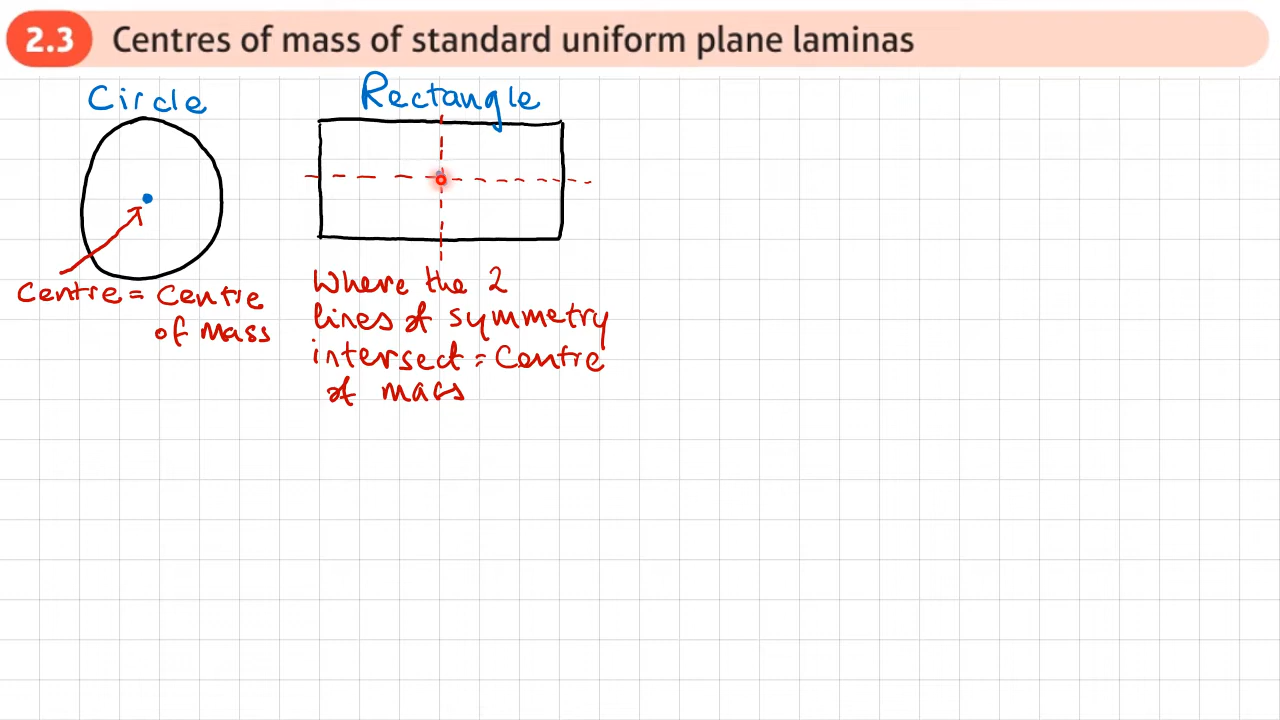 2.3 Centres of mass of standard uniform plane laminas
Circle
Rectangle
Centre = Centre
of mass
Where the 2
lines of symmetry
intersect = Centre
of mass